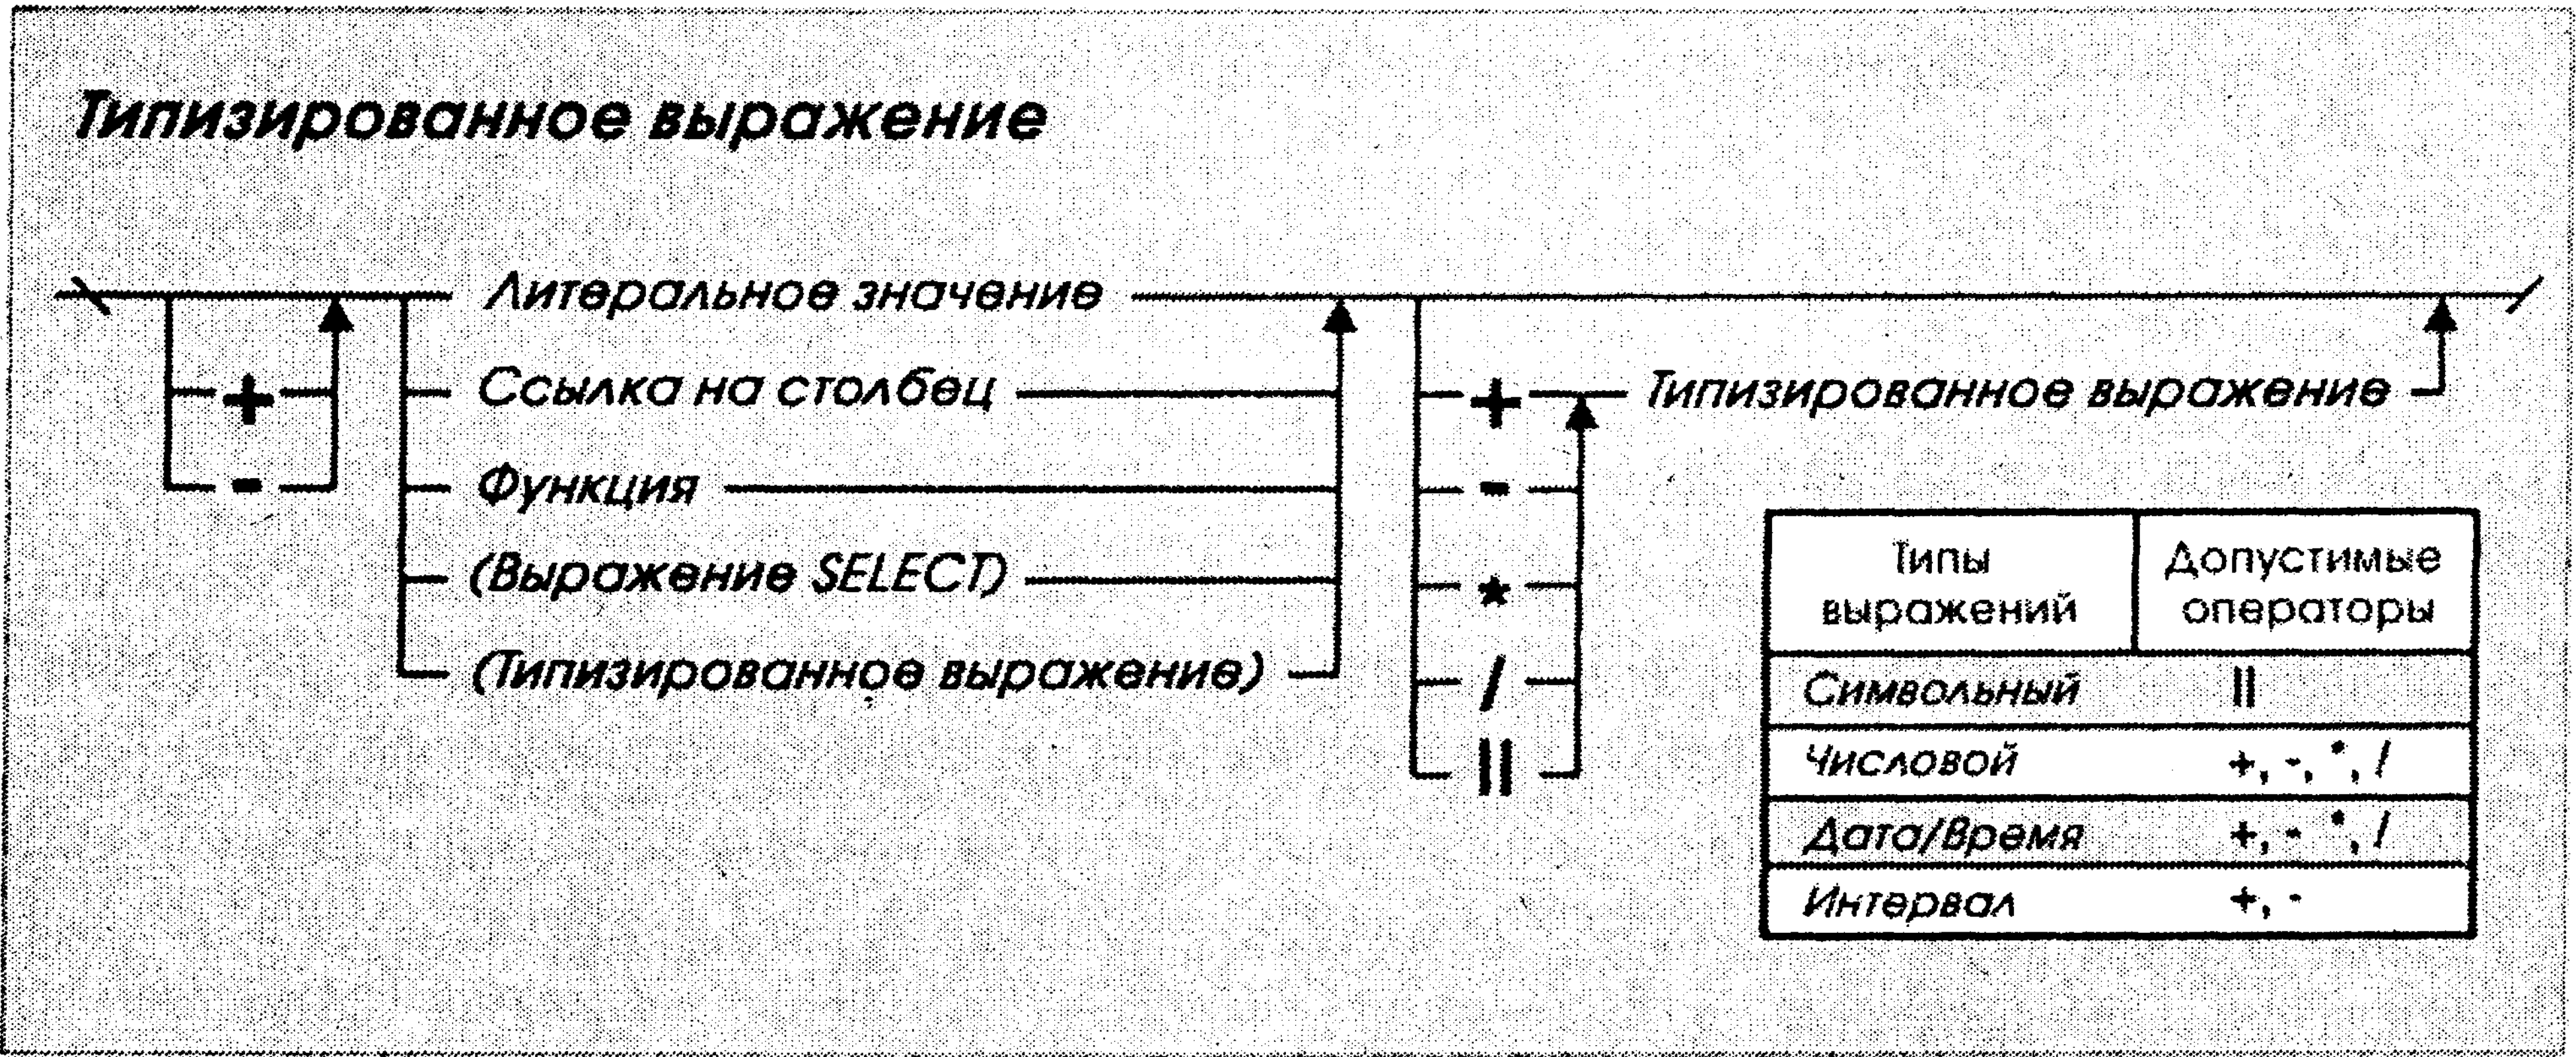 Типизированное выражение
Литеральное значение
+ Ссылка на столбец + Типизированное выражение
- Функция -
(Выражение SELECT) *
(Типизированное выражение) /
||
Типы выражений Допустимые операторы
Символьный ||
Числовой +, -, *, /
Дата/Время +, - *, /
Интервал +, -